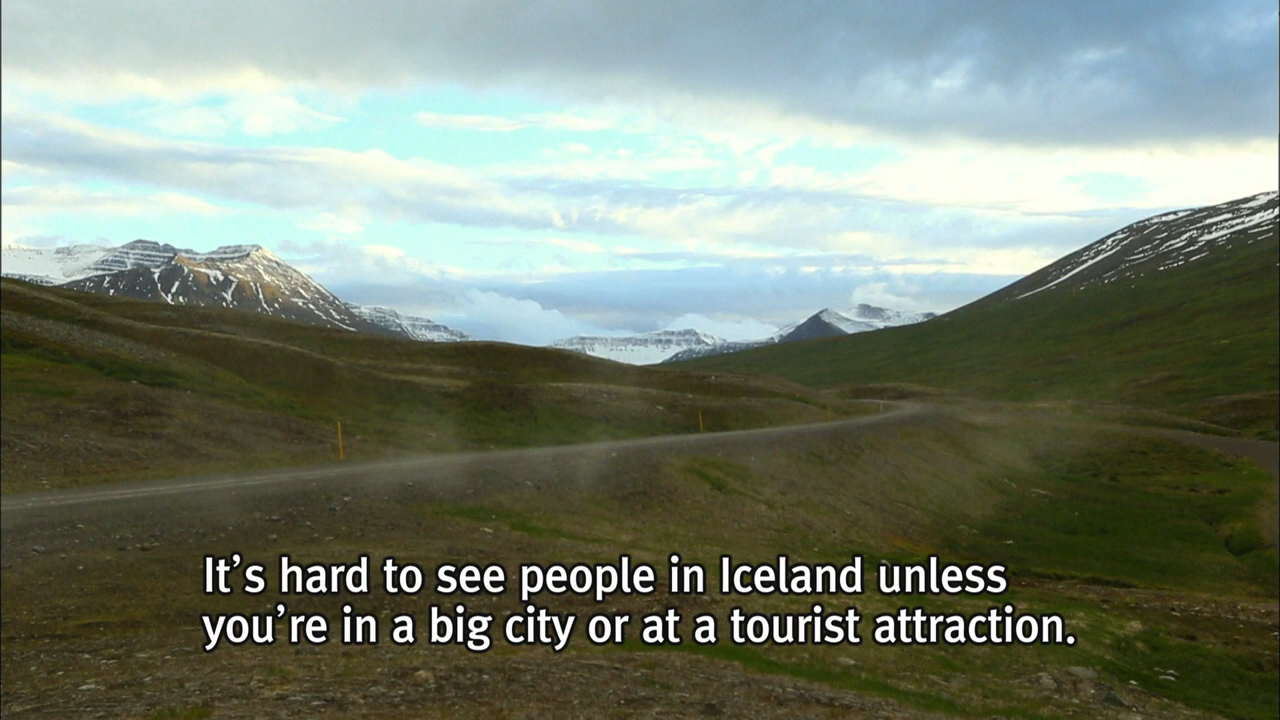 It’s hard to see people in Iceland unless
you’re in a big city or at a tourist attraction.